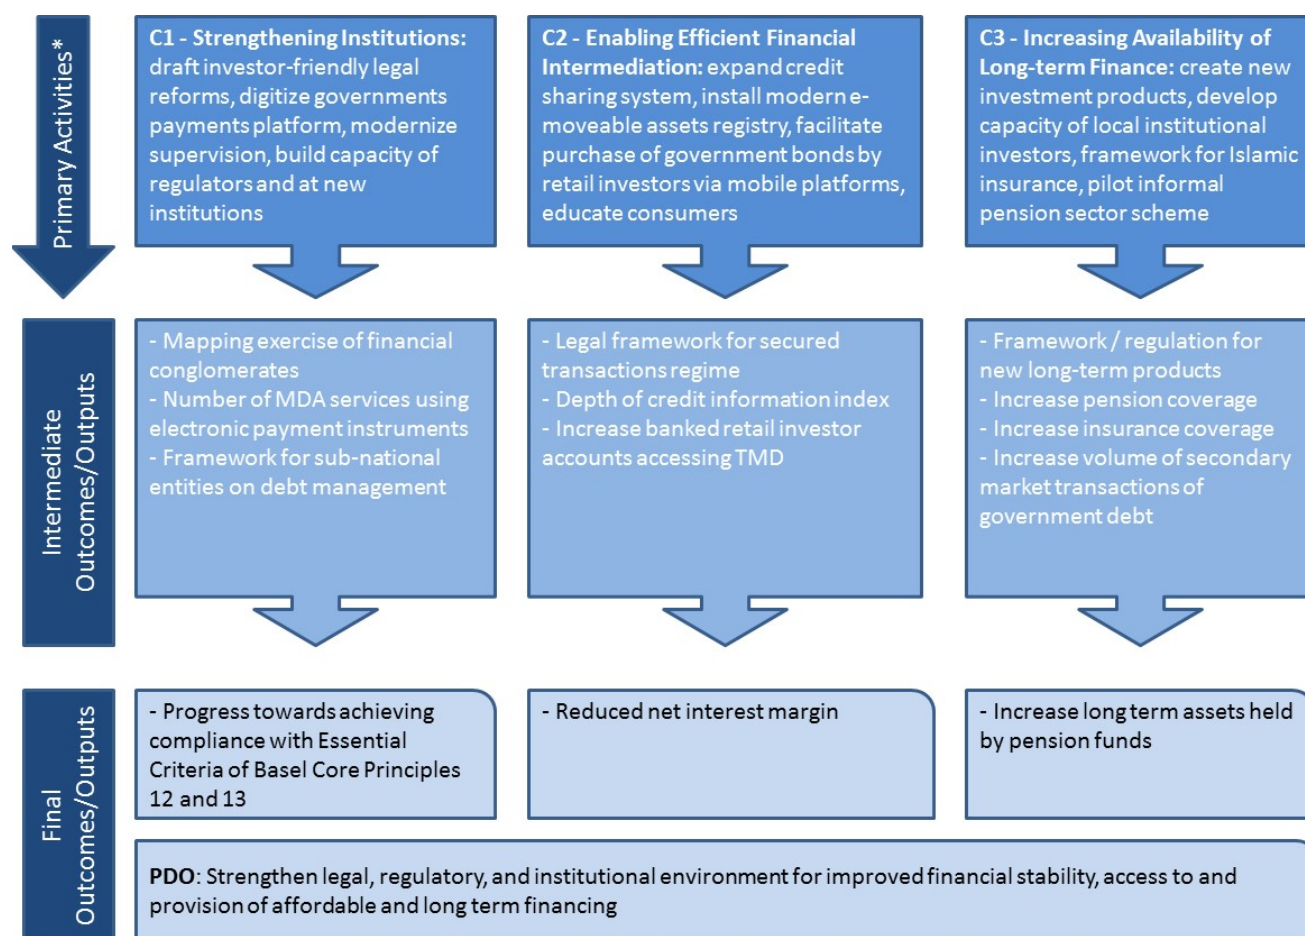 Primary Activities*
C1 - Strengthening Institutions:
draft investor-friendly legal
reforms, digitize governments
payments platform, modernize
supervision, build capacity of
regulators and at new
institutions
C2 - Enabling Efficient Financial
Intermediation: expand credit
sharing system, install modern e-
moveable assets registry, facilitate
purchase of government bonds by
retail investors via mobile platforms,
educate consumers
C3 - Increasing Availability of
Long-term Finance: create new
investment products, develop
capacity of local institutional
investors, framework for Islamic
insurance, pilot informal
pension sector scheme
Intermediate
Outcomes/Outputs
- Mapping exercise of financial
conglomerates
- Number of MDA services using
electronic payment instruments
- Framework for sub-national
entities on debt management
- Legal framework for secured
transactions regime
- Depth of credit information index
- Increase banked retail investor
accounts accessing TMD
- Framework / regulation for
new long-term products
- Increase pension coverage
- Increase insurance coverage
- Increase volume of secondary
market transactions of
government debt
Final
Outcomes/Outputs
- Progress towards achieving
compliance with Essential
Criteria of Basel Core Principles
12 and 13
- Reduced net interest margin
- Increase long term assets held
by pension funds
PDO: Strengthen legal, regulatory, and institutional environment for improved financial stability, access to and
provision of affordable and long term financing